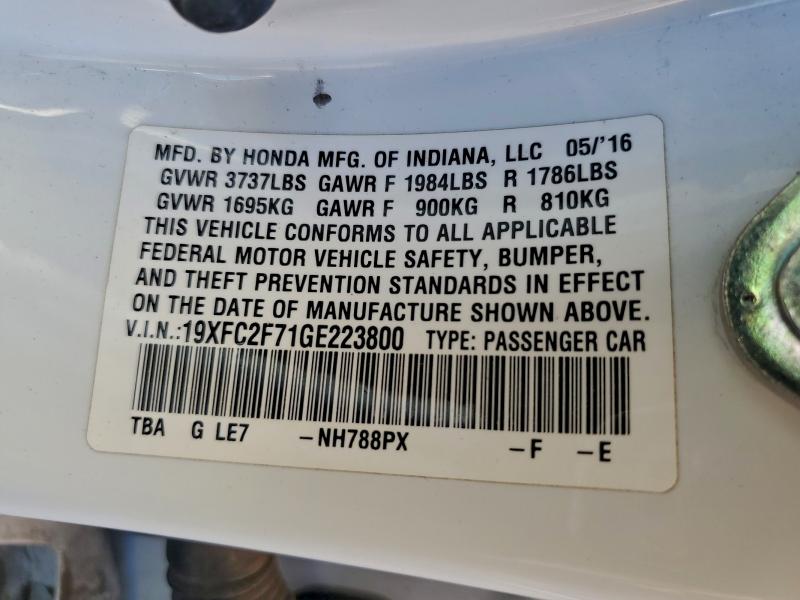 MFD. BY HONDA MFG. OF INDIANA, LLC 05/'16
GVWR 3737LBS GAWR F 1984LBS R 1786LBS
GVWR 1695KG GAWR F 900KG R 810KG
THIS VEHICLE CONFORMS TO ALL APPLICABLE
FEDERAL MOTOR VEHICLE SAFETY, BUMPER,
AND THEFT PREVENTION STANDARDS IN EFFECT
ON THE DATE OF MANUFACTURE SHOWN ABOVE.
V.I.N.:19XFC2F71GE223800 TYPE: PASSENGER CAR
TBA G LE7 -NH788PX -F -E